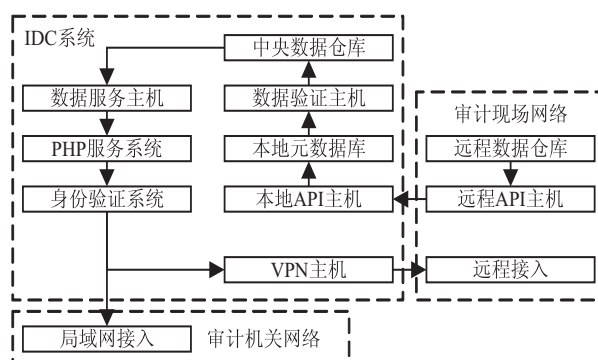 IDC系统
中央数据仓库
数据服务主机
数据验证主机
审计现场网络
PHP服务系统
本地元数据库
远程数据仓库
身份验证系统
本地API主机
远程API主机
VPN主机
远程接入
局域网接入
审计机关网络